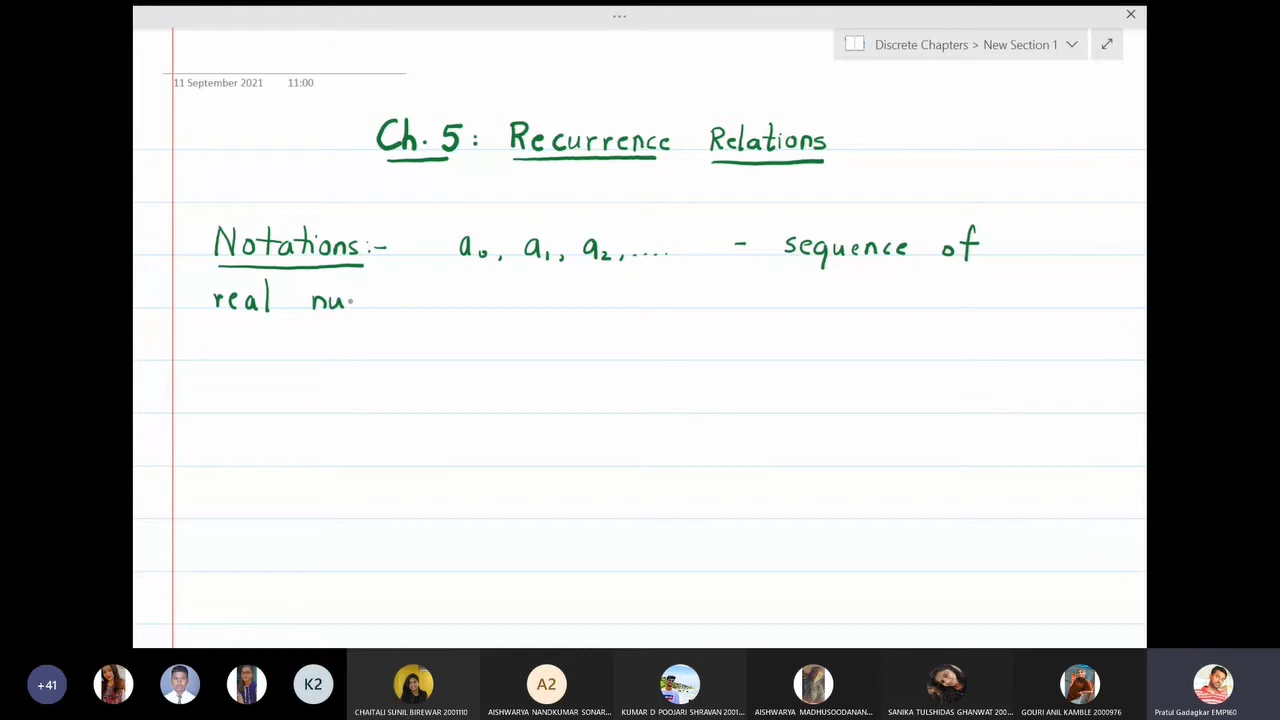 Discrete Chapters > New Section 1
11 September 2021 11:00
Ch. 5: Recurrence Relations
Notations:- a₀, a₁, a₂, .... - sequence of
real nu
+41
K2
A2
CHAITALI SUNIL BIREWAR 2001110
AISHWARYA NANDKUMAR SONAR...
KUMAR D POOJARI SHRAVAN 2001...
AISHWARYA MADHUSOODANAN...
SANIKA TULSHIDAS GHANWAT 200...
GOURI ANIL KAMBLE 2000976
Pratul Gadagkar EMP160